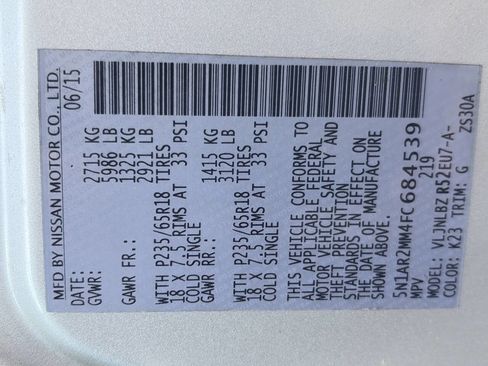 MFD BY NISSAN MOTOR CO., LTD.
DATE: 06/15
GVWR: 2715 KG
5986 LB
GAWR FR.: 1325 KG
2921 LB
WITH P235/65R18 TIRES
18 X 7.5 RIMS AT 33 PSI
COLD SINGLE
GAWR RR.: 1415 KG
3120 LB
WITH P235/65R18 TIRES
18 X 7.5 RIMS AT 33 PSI
COLD SINGLE
THIS VEHICLE CONFORMS TO
ALL APPLICABLE FEDERAL
MOTOR VEHICLE SAFETY AND
THEFT PREVENTION
STANDARDS IN EFFECT ON
THE DATE OF MANUFACTURE
SHOWN ABOVE.
5N1AR2MM4FC684539
MPV 219
MODEL: VLJNLBZ R52EU7-A-
COLOR: K23 TRIM: G ZS30A